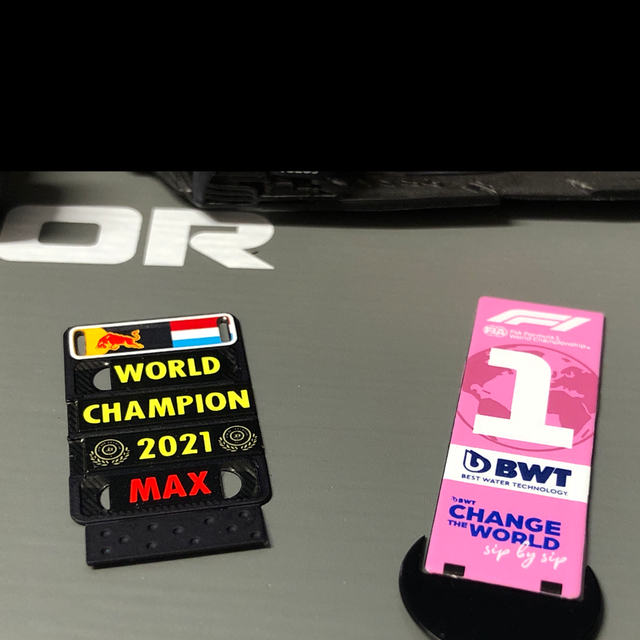 OR
WORLD
CHAMPION
2021
MAX
F1
FIA FIA Formula 1
World Championship
1
BWT
BEST WATER TECHNOLOGY
BWT
CHANGE
THE WORLD
sip by sip